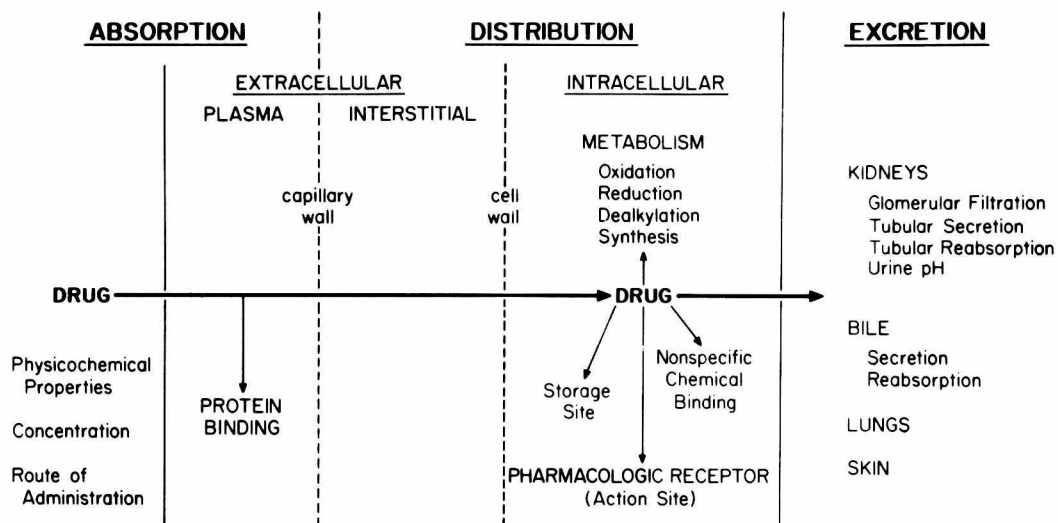 ABSORPTION
DISTRIBUTION
EXCRETION
EXTRACELLULAR
INTRACELLULAR
PLASMA
INTERSTITIAL
METABOLISM
Oxidation
Reduction
Dealkylation
Synthesis
capillary
wall
cell
wall
KIDNEYS
Glomerular Filtration
Tubular Secretion
Tubular Reabsorption
Urine pH
DRUG
DRUG
Physicochemical
Properties
Concentration
Route of
Administration
PROTEIN
BINDING
Storage
Site
Nonspecific
Chemical
Binding
PHARMACOLOGIC RECEPTOR
(Action Site)
BILE
Secretion
Reabsorption
LUNGS
SKIN